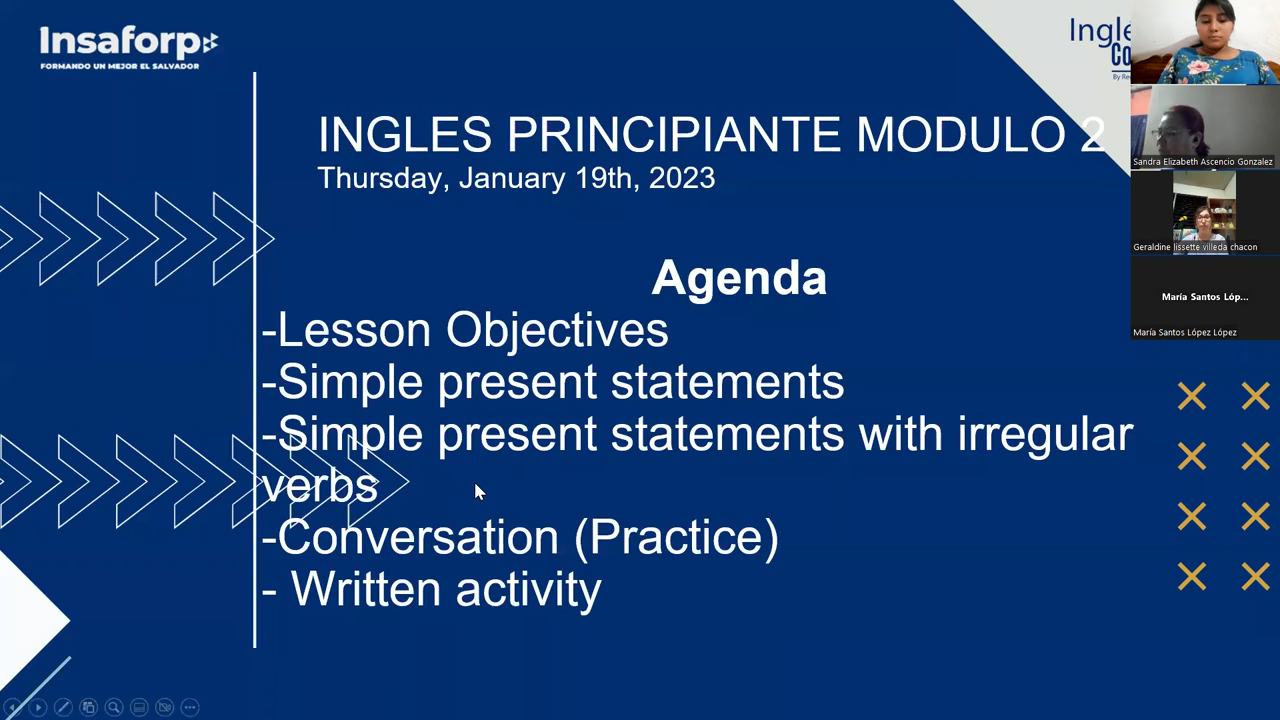 Insaforp
FORMANDO UN MEJOR EL SALVADOR
INGLES PRINCIPIANTE MODULO 2
Thursday, January 19th, 2023
Agenda
-Lesson Objectives
-Simple present statements
-Simple present statements with irregular
verbs
-Conversation (Practice)
- Written activity
Sandra Elizabeth Ascencio Gonzalez
Geraldine lissette villeda chacon
María Santos Lóp...
María Santos López López